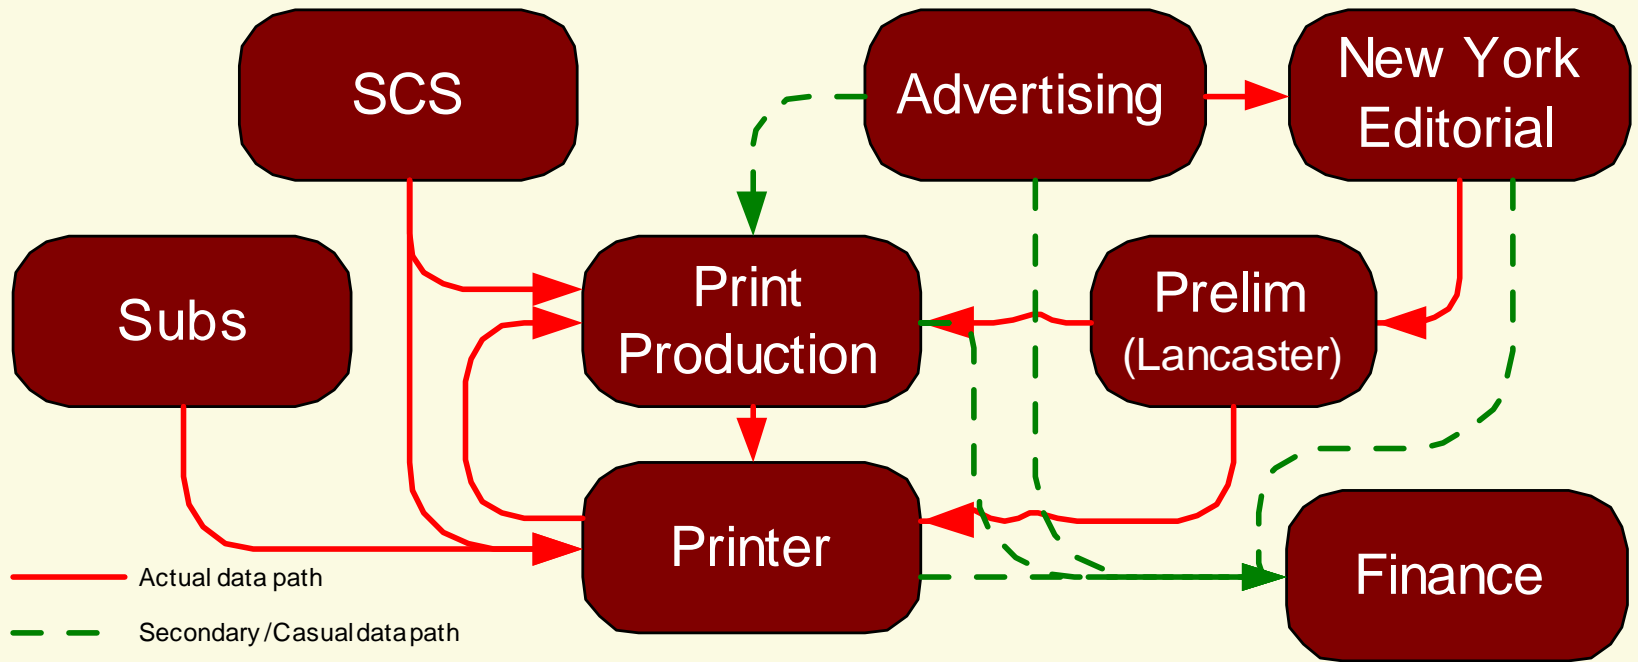 SCS
Advertising
New York
Editorial
Subs
Print
Production
Prelim
(Lancaster)
Printer
Finance
Actual data path
Secondary/Casual data path